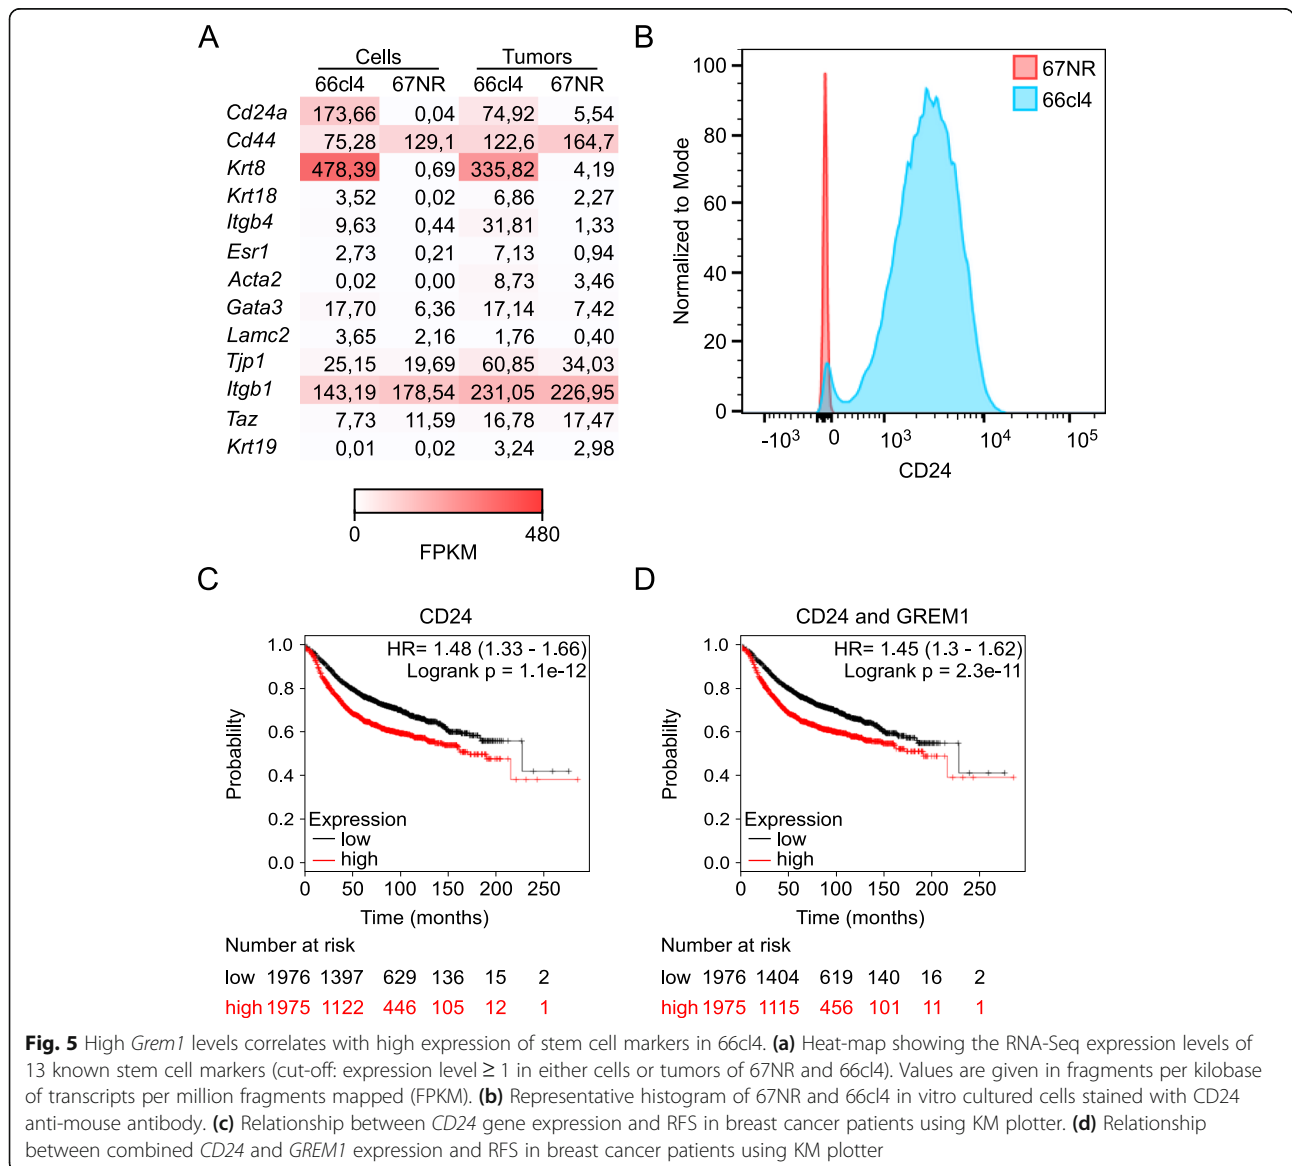 A
Cells Tumors
66cl4 67NR 66cl4 67NR
Cd24a 173,66 0,04 74,92 5,54
Cd44 75,28 129,1 122,6 164,7
Krt8 478,39 0,69 335,82 4,19
Krt18 3,52 0,02 6,86 2,27
Itgb4 9,63 0,44 31,81 1,33
Esr1 2,73 0,21 7,13 0,94
Acta2 0,02 0,00 8,73 3,46
Gata3 17,70 6,36 17,14 7,42
Lamc2 3,65 2,16 1,76 0,40
Tjp1 25,15 19,69 60,85 34,03
Itgb1 143,19 178,54 231,05 226,95
Taz 7,73 11,59 16,78 17,47
Krt19 0,01 0,02 3,24 2,98
0 480
FPKM
B
67NR
66cl4
Normalized to Mode
100
80
60
40
20
0
-10³ 0 10³ 10⁴ 10⁵
CD24
C
CD24
HR= 1.48 (1.33 - 1.66)
Logrank p = 1.1e-12
Probablilty
1.0
0.8
0.6
0.4
0.2
0.0
Expression
low
high
0 50 100 150 200 250
Time (months)
Number at risk
low 1976 1397 629 136 15 2
high 1975 1122 446 105 12 1
D
CD24 and GREM1
HR= 1.45 (1.3 - 1.62)
Logrank p = 2.3e-11
Probability
1.0
0.8
0.6
0.4
0.2
0.0
Expression
low
high
0 50 100 150 200 250
Time (months)
Number at risk
low 1976 1404 619 140 16 2
high 1975 1115 456 101 11 1
Fig. 5 High Grem1 levels correlates with high expression of stem cell markers in 66cl4. (a) Heat-map showing the RNA-Seq expression levels of
13 known stem cell markers (cut-off: expression level ≥ 1 in either cells or tumors of 67NR and 66cl4). Values are given in fragments per kilobase
of transcripts per million fragments mapped (FPKM). (b) Representative histogram of 67NR and 66cl4 in vitro cultured cells stained with CD24
anti-mouse antibody. (c) Relationship between CD24 gene expression and RFS in breast cancer patients using KM plotter. (d) Relationship
between combined CD24 and GREM1 expression and RFS in breast cancer patients using KM plotter